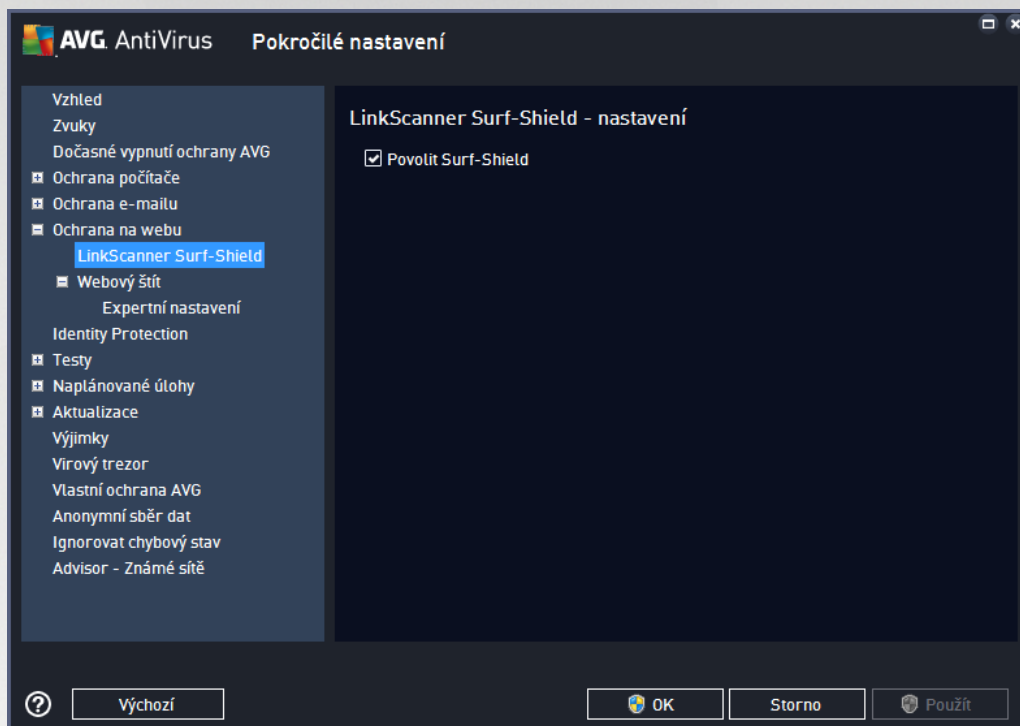 AVG. AntiVirus Pokročilé nastavení
Vzhled
Zvuky
Dočasné vypnutí ochrany AVG
Ochrana počítače
Ochrana e-mailu
Ochrana na webu
LinkScanner Surf-Shield
Webový štít
Expertní nastavení
Identity Protection
Testy
Naplánované úlohy
Aktualizace
Výjimky
Virový trezor
Vlastní ochrana AVG
Anonymní sběr dat
Ignorovat chybový stav
Advisor - Známé sítě
LinkScanner Surf-Shield - nastavení
Povolit Surf-Shield
Výchozí
OK
Storno
Použít